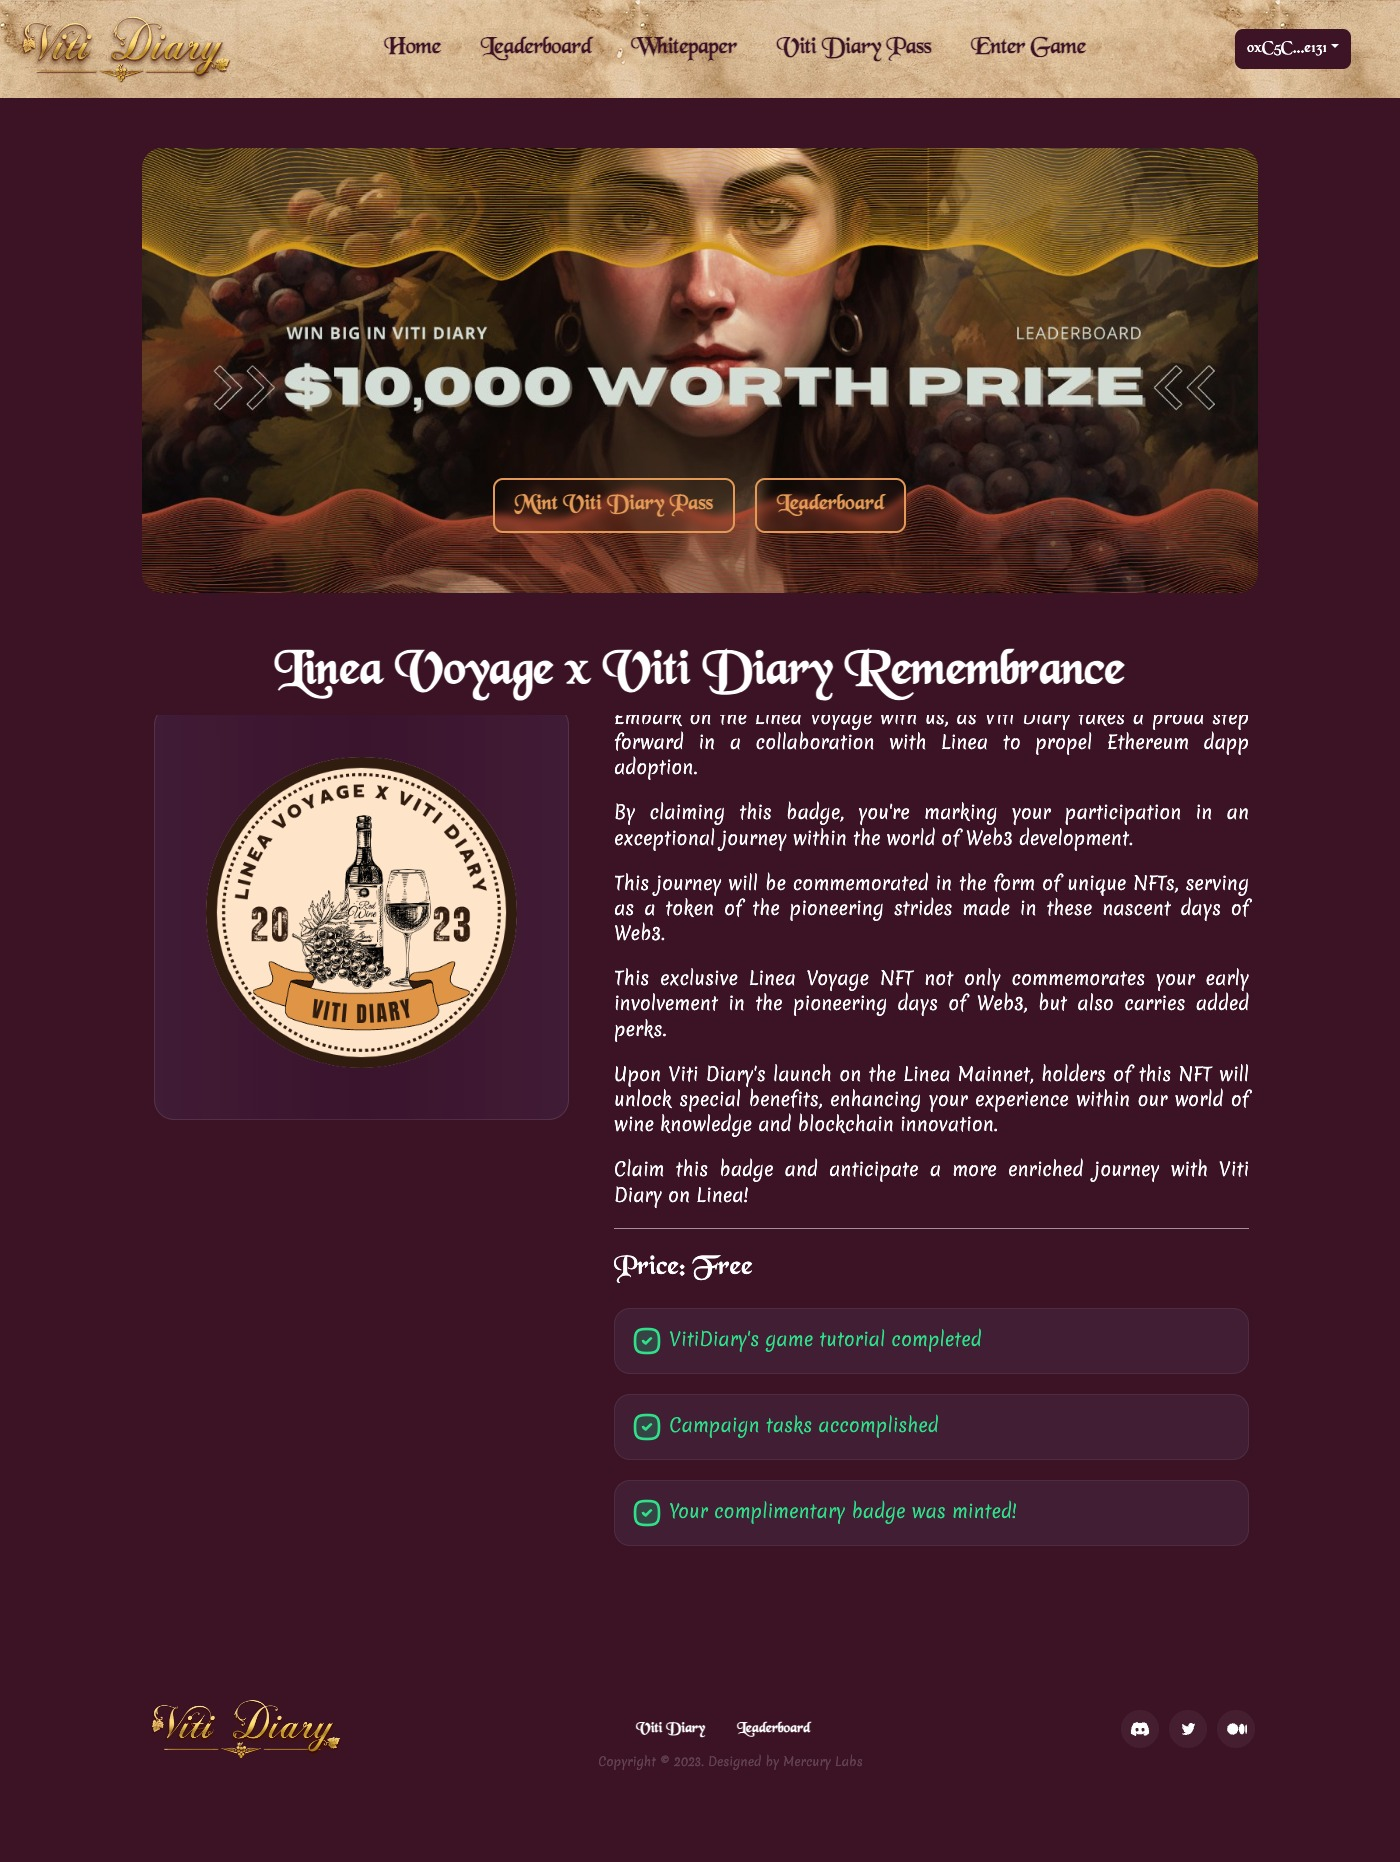 Viti Diary
Home
Leaderboard
Whitepaper
Viti Diary Pass
Enter Game
0xC5C...e131
WIN BIG IN VITI DIARY
LEADERBOARD
$10,000 WORTH PRIZE
Mint Viti Diary Pass
Leaderboard
Linea Voyage x Viti Diary Remembrance
LINEA VOYAGE X VITI DIARY
Red
Wine
20
23
VITI DIARY
Embark on the Linea Voyage with us, as Viti Diary takes a proud step
forward in a collaboration with Linea to propel Ethereum dapp
adoption.
By claiming this badge, you're marking your participation in an
exceptional journey within the world of Web3 development.
This journey will be commemorated in the form of unique NFTs, serving
as a token of the pioneering strides made in these nascent days of
Web3.
This exclusive Linea Voyage NFT not only commemorates your early
involvement in the pioneering days of Web3, but also carries added
perks.
Upon Viti Diary's launch on the Linea Mainnet, holders of this NFT will
unlock special benefits, enhancing your experience within our world of
wine knowledge and blockchain innovation.
Claim this badge and anticipate a more enriched journey with Viti
Diary on Linea!
Price: Free
VitiDiary's game tutorial completed
Campaign tasks accomplished
Your complimentary badge was minted!
Viti Diary
Viti Diary
Leaderboard
Copyright © 2023. Designed by Mercury Labs